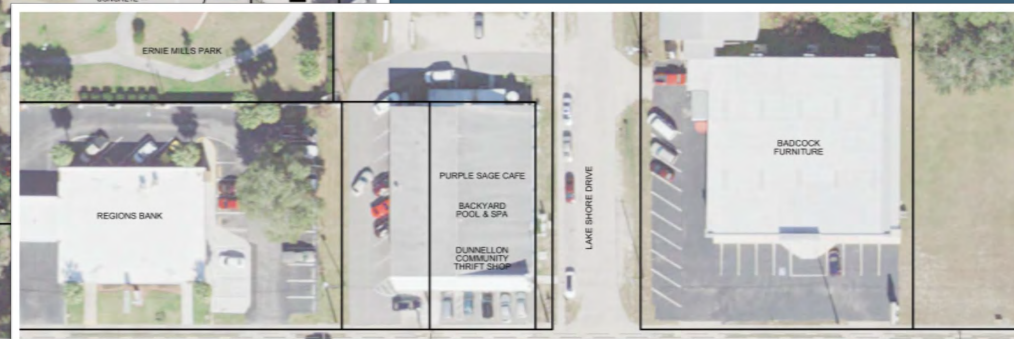 CONCRETE
ERNIE MILLS PARK
REGIONS BANK
PURPLE SAGE CAFE
BACKYARD
POOL & SPA
DUNNELLON
COMMUNITY
THRIFT SHOP
LAKE SHORE DRIVE
BADCOCK
FURNITURE